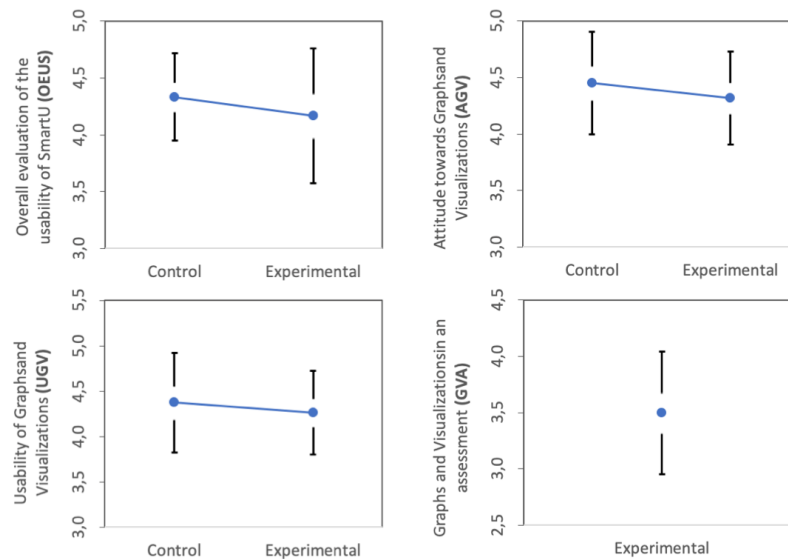 Overall evaluation of the
usability of SmartU (OEUS)
5,0
4,5
4,0
3,5
3,0
Control
Experimental
Attitude towards Graphsand
Visualizations (AGV)
5,0
4,5
4,0
3,5
3,0
Control
Experimental
Usability of Graphsand
Visualizations (UGV)
5,5
5,0
4,5
4,0
3,5
3,0
Control
Experimental
Graphs and Visualizationsin an
assessment (GVA)
4,5
4,0
3,5
3,0
2,5
Experimental